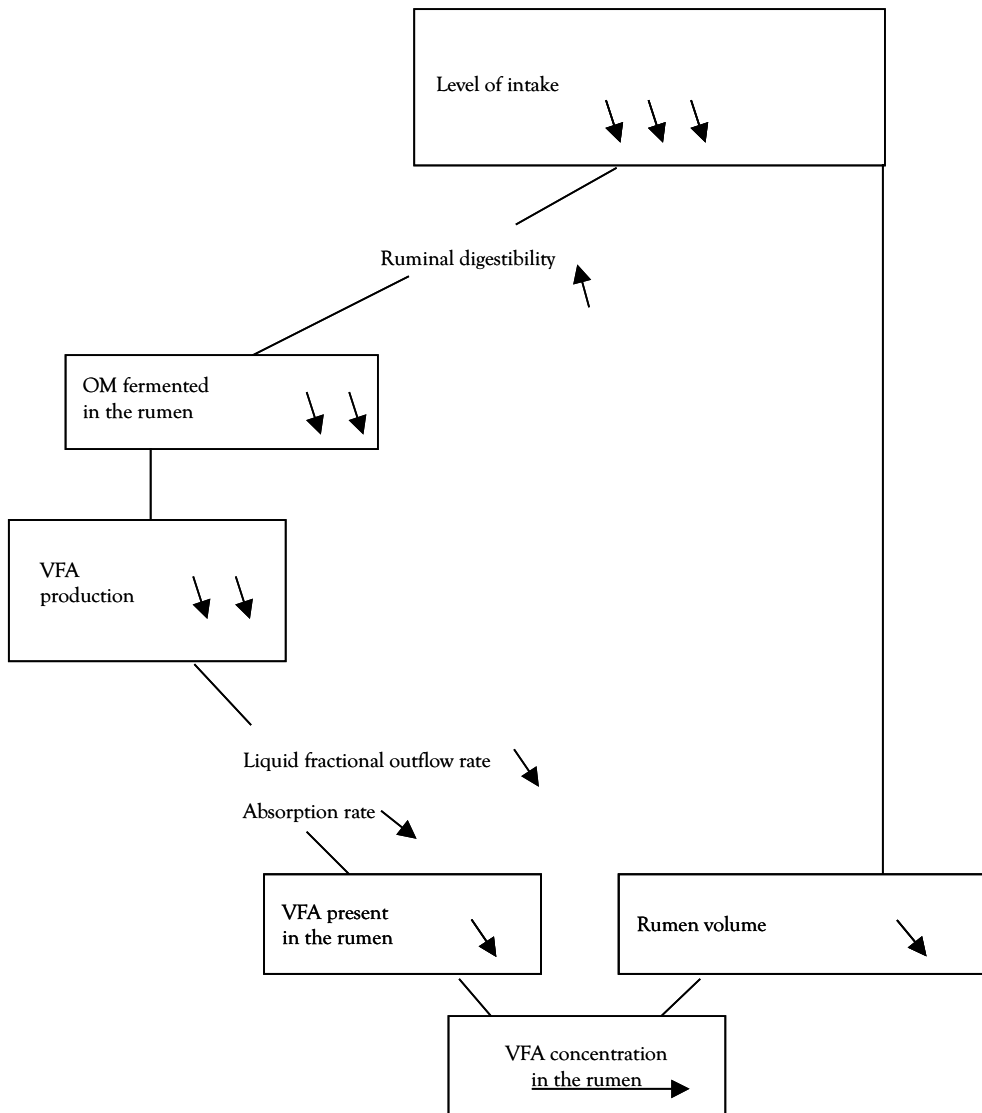 Level of intake
Ruminal digestibility
OM fermented
in the rumen
VFA
production
Liquid fractional outflow rate
Absorption rate
VFA present
in the rumen
Rumen volume
VFA concentration
in the rumen